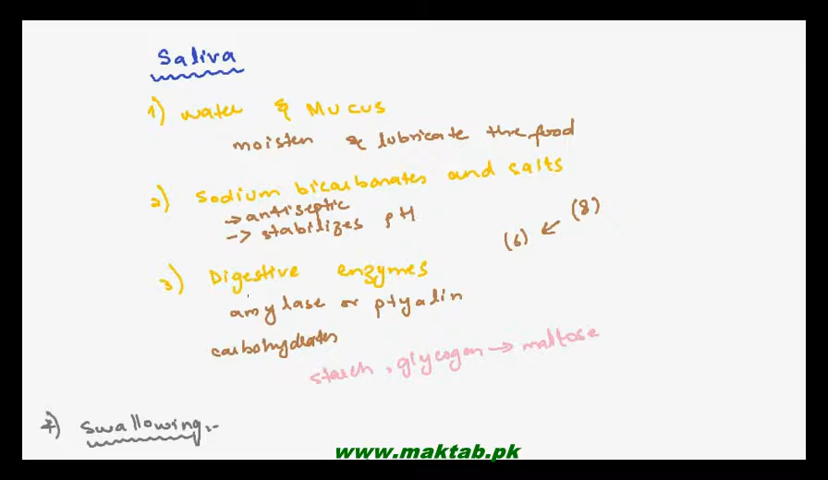 Saliva
1) water & Mucus
moisten & lubricate the food
2) Sodium bicarbonates and salts
→ antiseptic
→ stabilizes pH
(6) ← (8)
3) Digestive enzymes
amylase or ptyalin
carbohydrates
starch, glycogen → maltose
7) Swallowing:-
www.maktab.pk